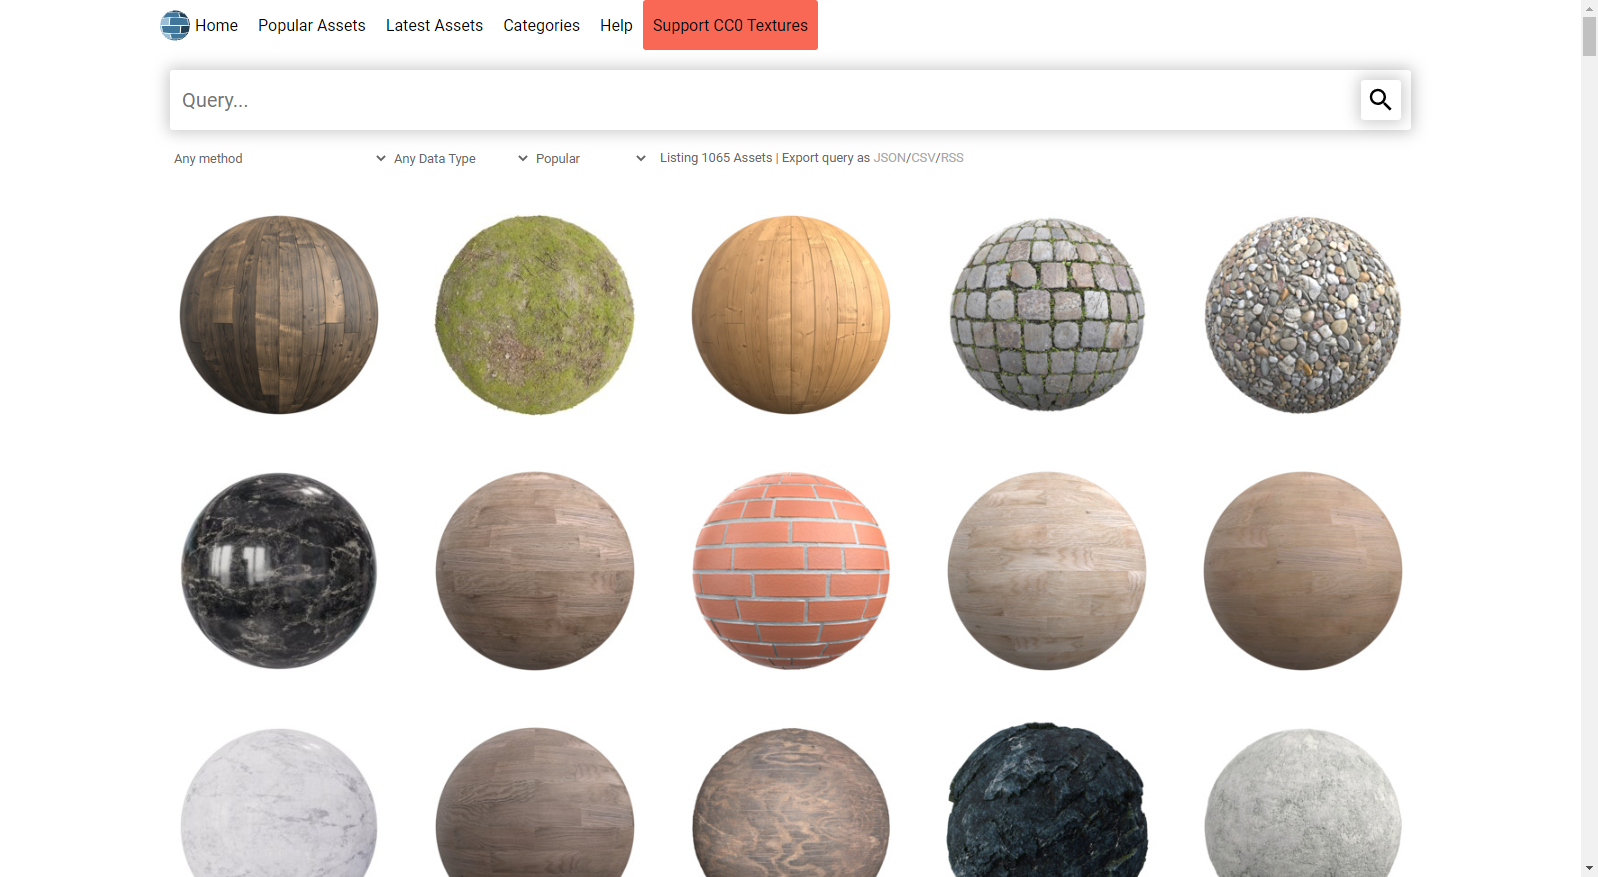 Home Popular Assets Latest Assets Categories Help Support CC0 Textures
Query...
Any method Any Data Type Popular Listing 1065 Assets | Export query as JSON/CSV/RSS